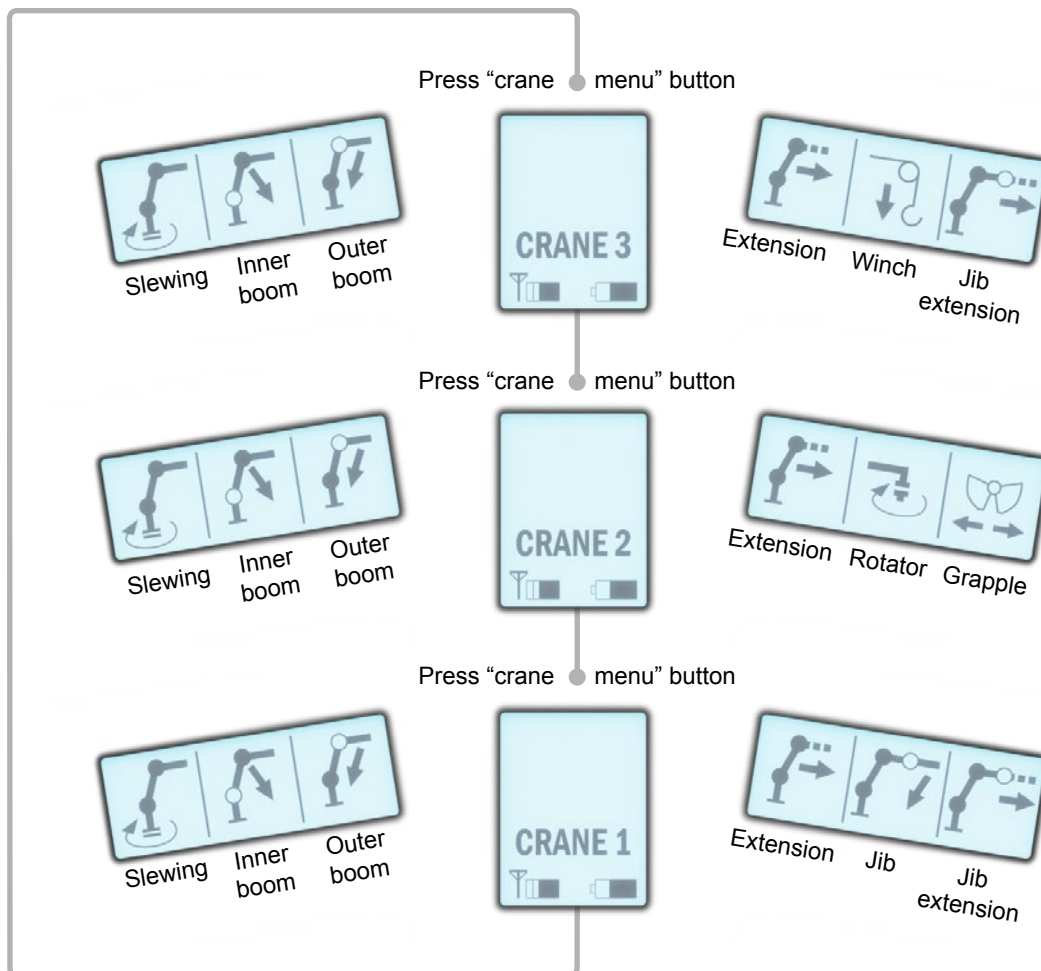 Press “crane menu” button
CRANE 3
Slewing
Inner
boom
Outer
boom
Extension
Winch
Jib
extension
Press “crane menu” button
CRANE 2
Slewing
Inner
boom
Outer
boom
Extension
Rotator
Grapple
Press “crane menu” button
CRANE 1
Slewing
Inner
boom
Outer
boom
Extension
Jib
Jib
extension